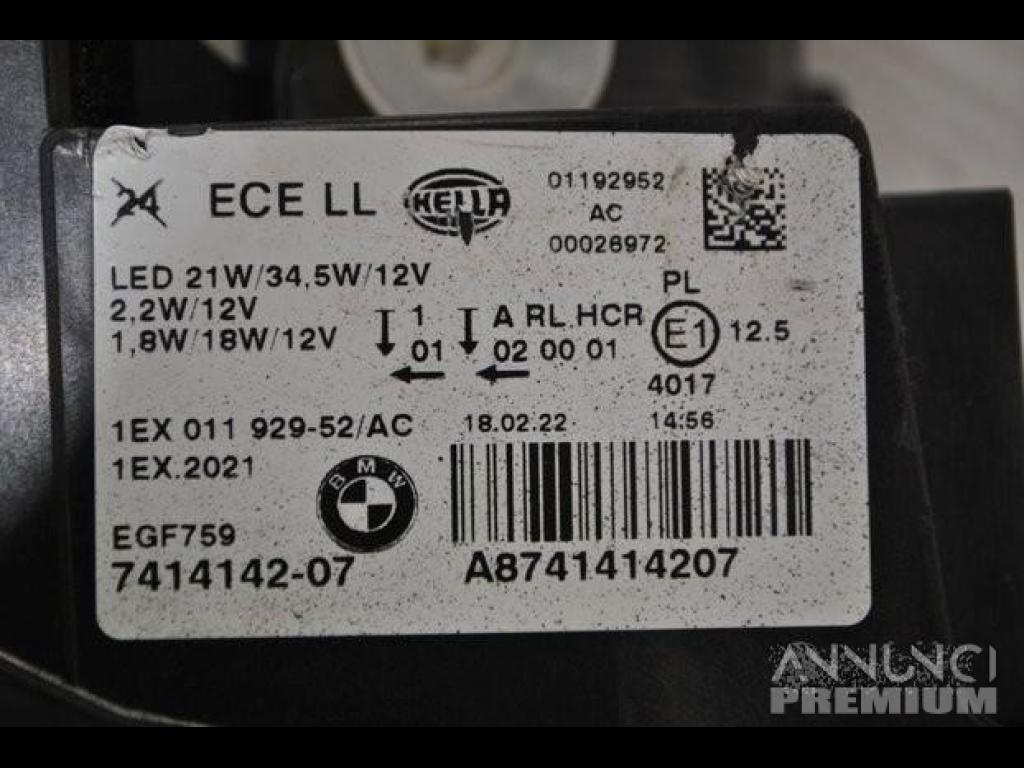 24 ECE LL HELLA 01192952
AC
00026972
LED 21W/34,5W/12V
2,2W/12V
1,8W/18W/12V
1 A RL.HCR
01 02 00 01
PL
E1 12.5
4017
1EX 011 929-52/AC 18.02.22 14:56
1EX.2021
BMW
EGF759
7414142-07 A8741414207
ANNUNCI
PREMIUM